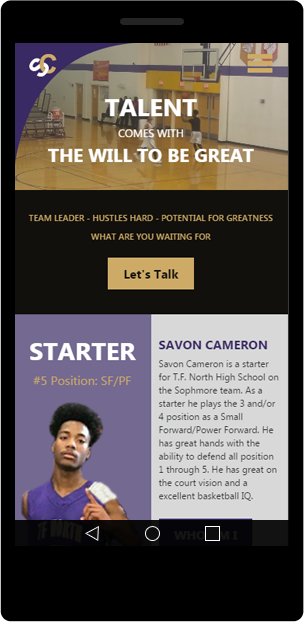 SC
TALENT
COMES WITH
THE WILL TO BE GREAT
TEAM LEADER - HUSTLES HARD - POTENTIAL FOR GREATNESS
WHAT ARE YOU WAITING FOR
Let's Talk
STARTER
#5 Position: SF/PF
SAVON CAMERON
Savon Cameron is a starter
for T.F. North High School on
the Sophmore team. As a
starter he plays the 3 and/or
4 position as a Small
Forward/Power Forward. He
has great hands with the
ability to defend all position
1 through 5. He has great on
the court vision and a
excellent basketball IQ.
WHO AM I